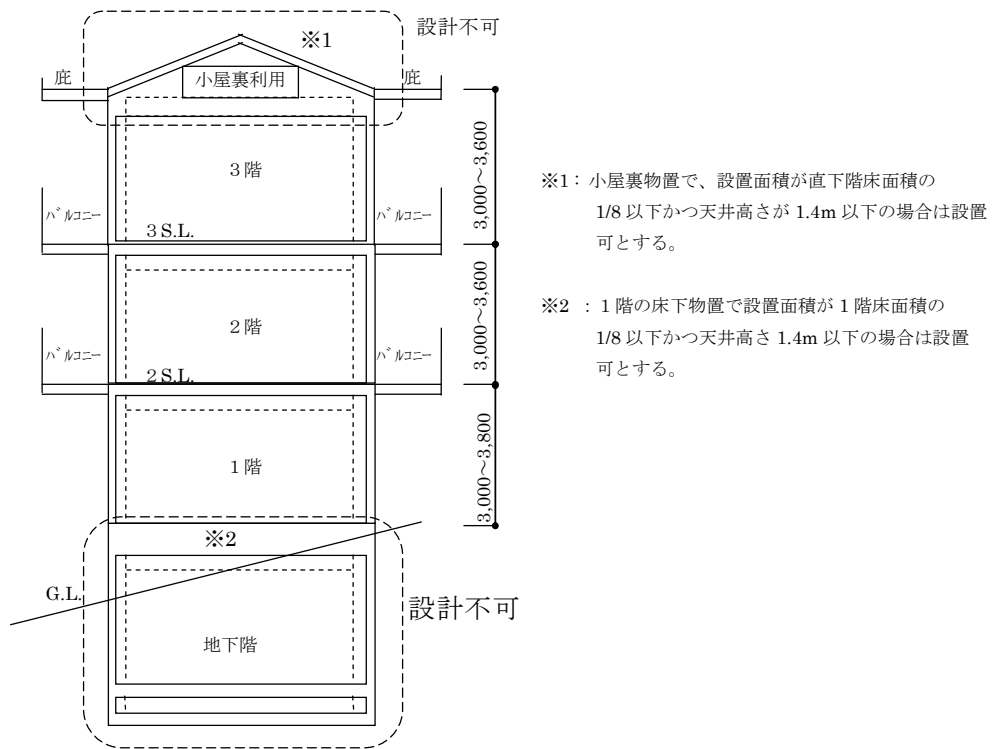 設計不可
※1
庇
小屋裏利用
庇
3,000～3,600
3階
バルコニー
バルコニー
3 S.L.
3,000～3,600
2階
バルコニー
バルコニー
2 S.L.
3,000～3,800
1階
※2
G.L.
設計不可
地下階
※1：小屋裏物置で、設置面積が直下階床面積の
1/8 以下かつ天井高さが 1.4m 以下の場合は設置
可とする。
※2 ：1 階の床下物置で設置面積が 1 階床面積の
1/8 以下かつ天井高さ 1.4m 以下の場合は設置
可とする。